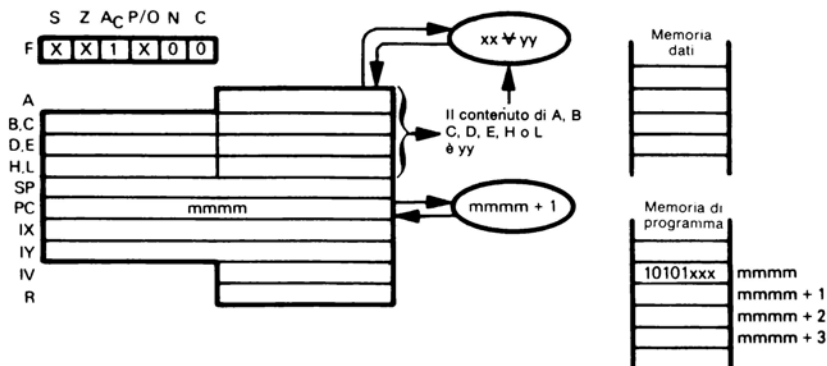 S Z AC P/O N C
F X X 1 X 0 0
xx ⊻ yy
A
B,C
D,E
H,L
SP
PC mmmm
IX
IY
IV
R
Il contenuto di A, B
C, D, E, H o L
è yy
mmmm + 1
Memoria
dati
Memoria di
programma
10101xxx mmmm
mmmm + 1
mmmm + 2
mmmm + 3